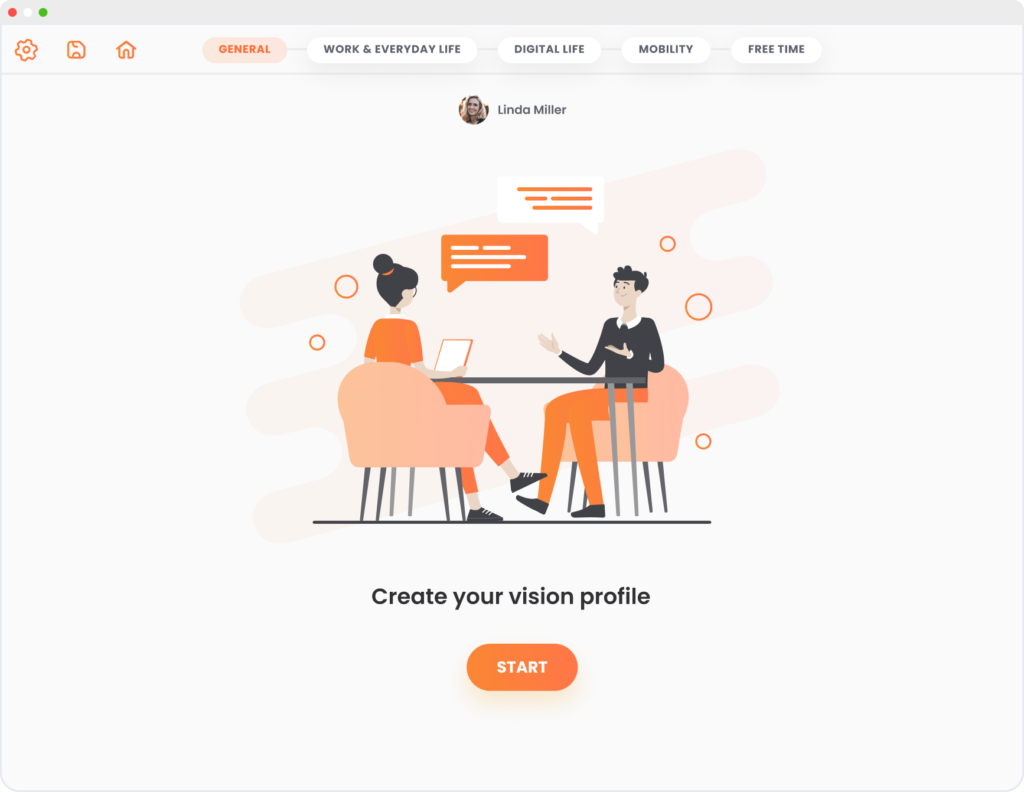 GENERAL
WORK & EVERYDAY LIFE
DIGITAL LIFE
MOBILITY
FREE TIME
Linda Miller
Create your vision profile
START